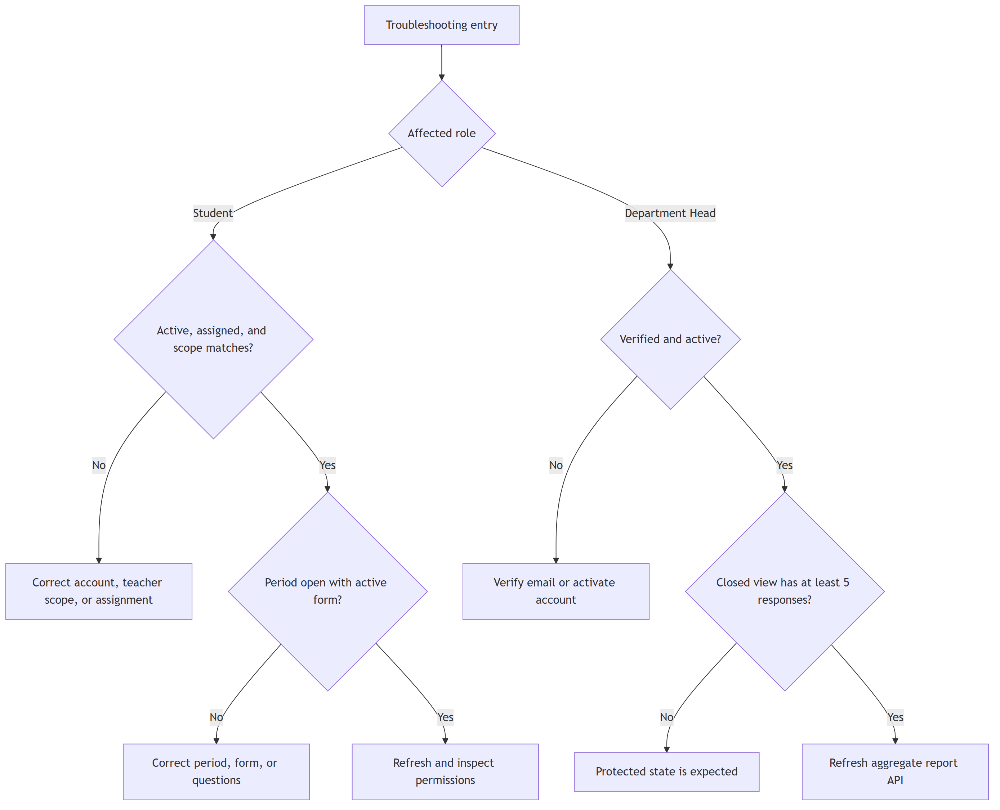 Troubleshooting entry
Affected role
Student
Department Head
Active, assigned, and
scope matches?
Verified and active?
No
Yes
No
Yes
Correct account, teacher
scope, or assignment
Period open with active
form?
Verify email or activate
account
Closed view has at least 5
responses?
No
Yes
No
Yes
Correct period, form, or
questions
Refresh and inspect
permissions
Protected state is expected
Refresh aggregate report
API